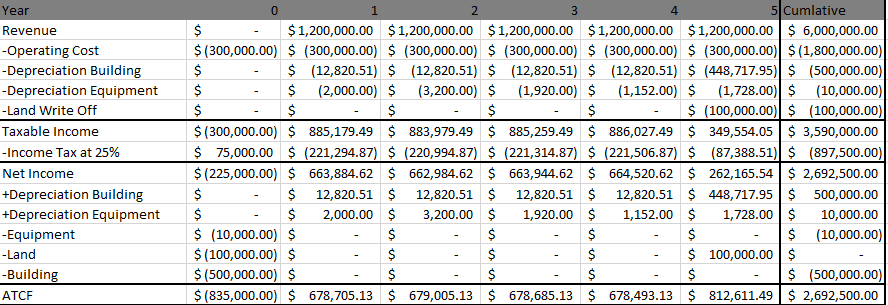 Year 0 1 2 3 4 5 Cumlative
Revenue $ - $1,200,000.00 $1,200,000.00 $1,200,000.00 $1,200,000.00 $1,200,000.00 $ 6,000,000.00
-Operating Cost $(300,000.00) $ (300,000.00) $ (300,000.00) $ (300,000.00) $ (300,000.00) $ (300,000.00) $(1,800,000.00)
-Depreciation Building $ - $ (12,820.51) $ (12,820.51) $ (12,820.51) $ (12,820.51) $ (448,717.95) $ (500,000.00)
-Depreciation Equipment $ - $ (2,000.00) $ (3,200.00) $ (1,920.00) $ (1,152.00) $ (1,728.00) $ (10,000.00)
-Land Write Off $ - $ - $ - $ - $ - $ (100,000.00) $ (100,000.00)
Taxable Income $(300,000.00) $ 885,179.49 $ 883,979.49 $ 885,259.49 $ 886,027.49 $ 349,554.05 $ 3,590,000.00
-Income Tax at 25% $ 75,000.00 $ (221,294.87) $ (220,994.87) $ (221,314.87) $ (221,506.87) $ (87,388.51) $ (897,500.00)
Net Income $(225,000.00) $ 663,884.62 $ 662,984.62 $ 663,944.62 $ 664,520.62 $ 262,165.54 $ 2,692,500.00
+Depreciation Building $ - $ 12,820.51 $ 12,820.51 $ 12,820.51 $ 12,820.51 $ 448,717.95 $ 500,000.00
+Depreciation Equipment $ - $ 2,000.00 $ 3,200.00 $ 1,920.00 $ 1,152.00 $ 1,728.00 $ 10,000.00
-Equipment $ (10,000.00) $ - $ - $ - $ - $ - $ (10,000.00)
-Land $(100,000.00) $ - $ - $ - $ - $ 100,000.00 $ -
-Building $(500,000.00) $ - $ - $ - $ - $ - $ (500,000.00)
ATCF $(835,000.00) $ 678,705.13 $ 679,005.13 $ 678,685.13 $ 678,493.13 $ 812,611.49 $ 2,692,500.00